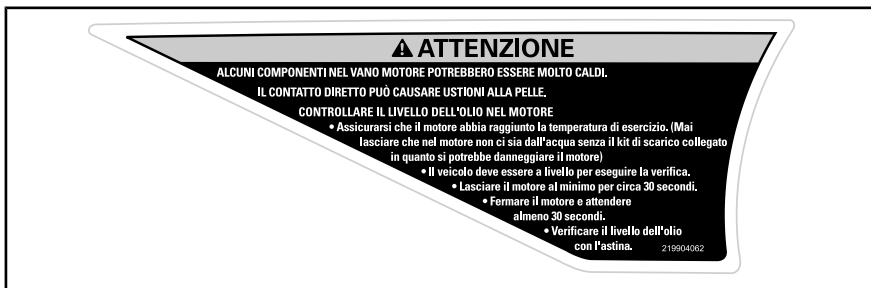 ⚠ ATTENZIONE
ALCUNI COMPONENTI NEL VANO MOTORE POTREBBERO ESSERE MOLTO CALDI.
IL CONTATTO DIRETTO PUÒ CAUSARE USTIONI ALLA PELLE.
CONTROLLARE IL LIVELLO DELL'OLIO NEL MOTORE
• Assicurarsi che il motore abbia raggiunto la temperatura di esercizio. (Mai
lasciare che nel motore non ci sia dall'acqua senza il kit di scarico collegato
in quanto si potrebbe danneggiare il motore)
• Il veicolo deve essere a livello per eseguire la verifica.
• Lasciare il motore al minimo per circa 30 secondi.
• Fermare il motore e attendere
almeno 30 secondi.
• Verificare il livello dell'olio
con l'astina.
219904062